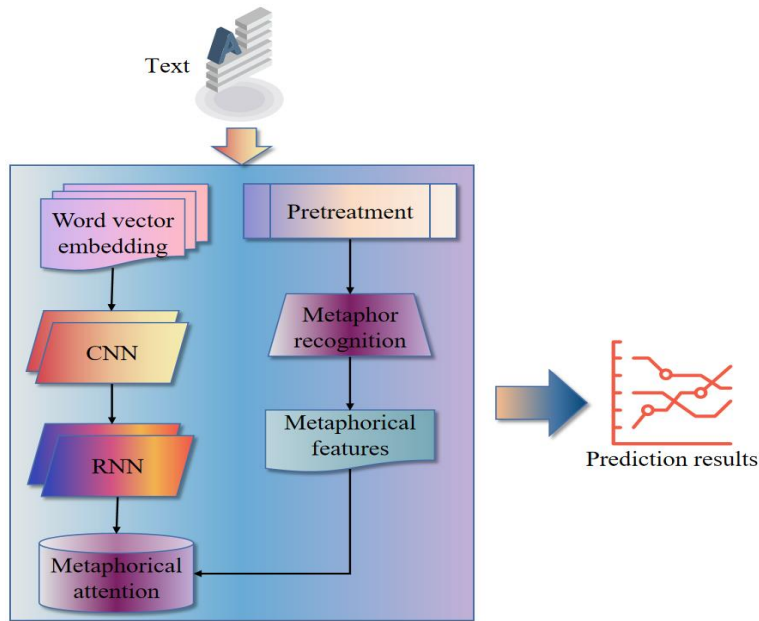 Text
Word vector
embedding
CNN
RNN
Metaphorical
attention
Pretreatment
Metaphor
recognition
Metaphorical
features
Prediction results